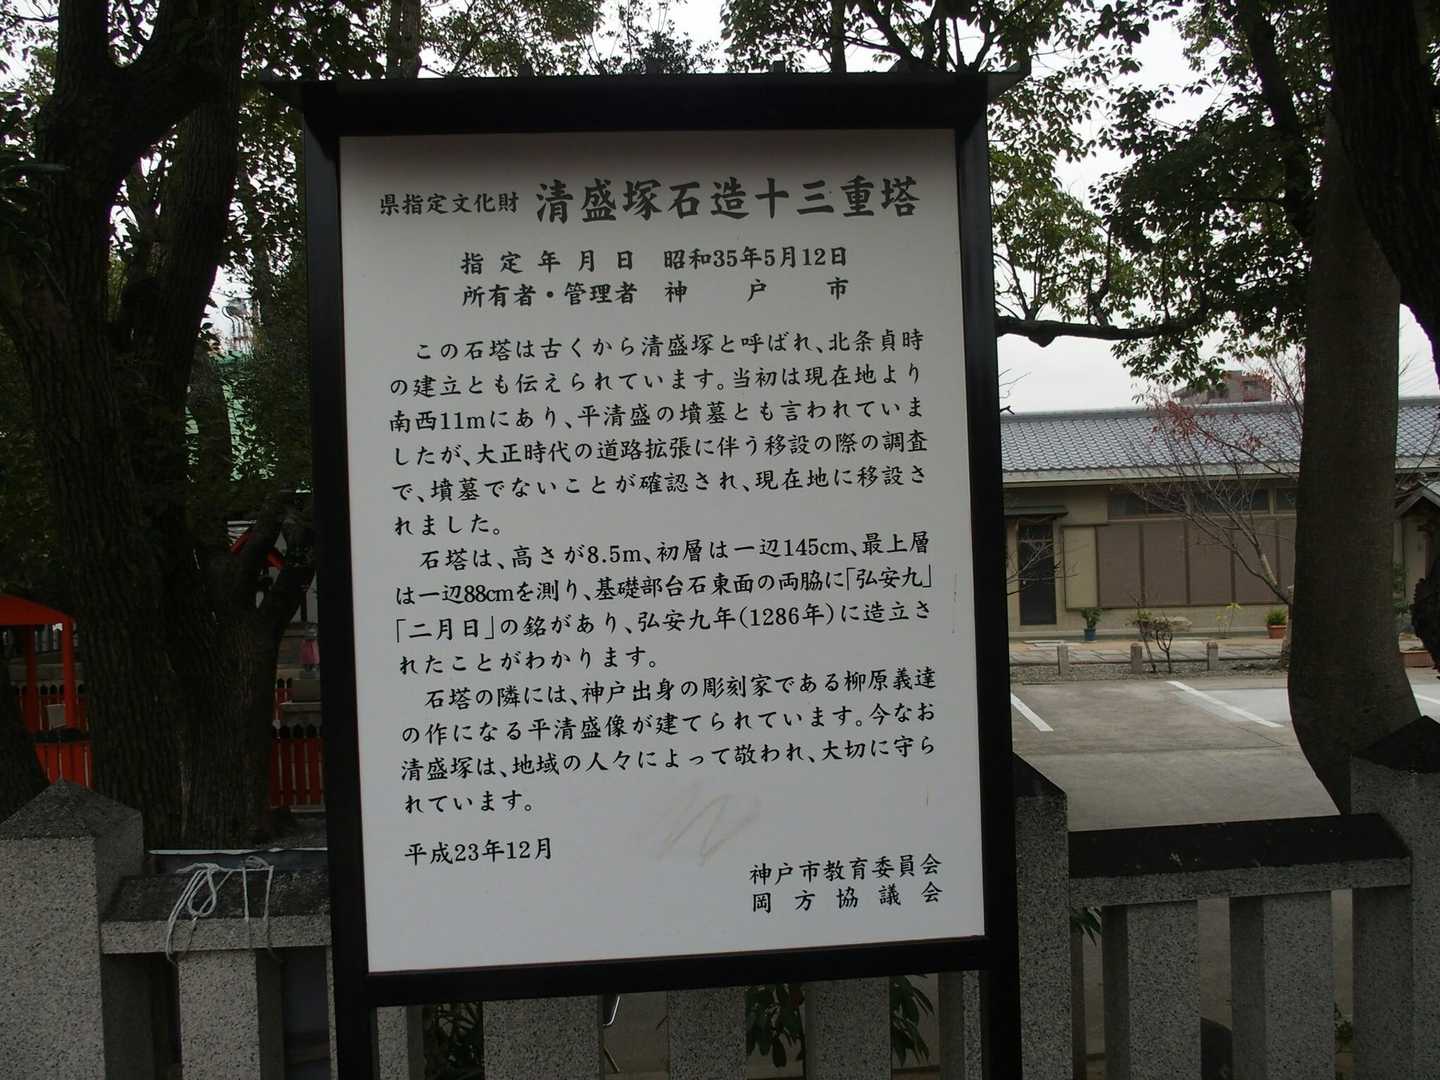 県指定文化財 清盛塚石造十三重塔
指定年月日 昭和35年5月12日
所有者・管理者 神戸市
この石塔は古くから清盛塚と呼ばれ、北条貞時
の建立とも伝えられています。当初は現在地より
南西11mにあり、平清盛の墳墓とも言われていま
したが、大正時代の道路拡張に伴う移設の際の調査
で、墳墓でないことが確認され、現在地に移設さ
れました。
石塔は、高さが8.5m、初層は一辺145cm、最上層
は一辺88cmを測り、基礎部台石東面の両脇に「弘安九」
「二月日」の銘があり、弘安九年(1286年)に造立さ
れたことがわかります。
石塔の隣には、神戸出身の彫刻家である柳原義達
の作になる平清盛像が建てられています。今なお
清盛塚は、地域の人々によって敬われ、大切に守ら
れています。
平成23年12月
神戸市教育委員会
岡方協議会